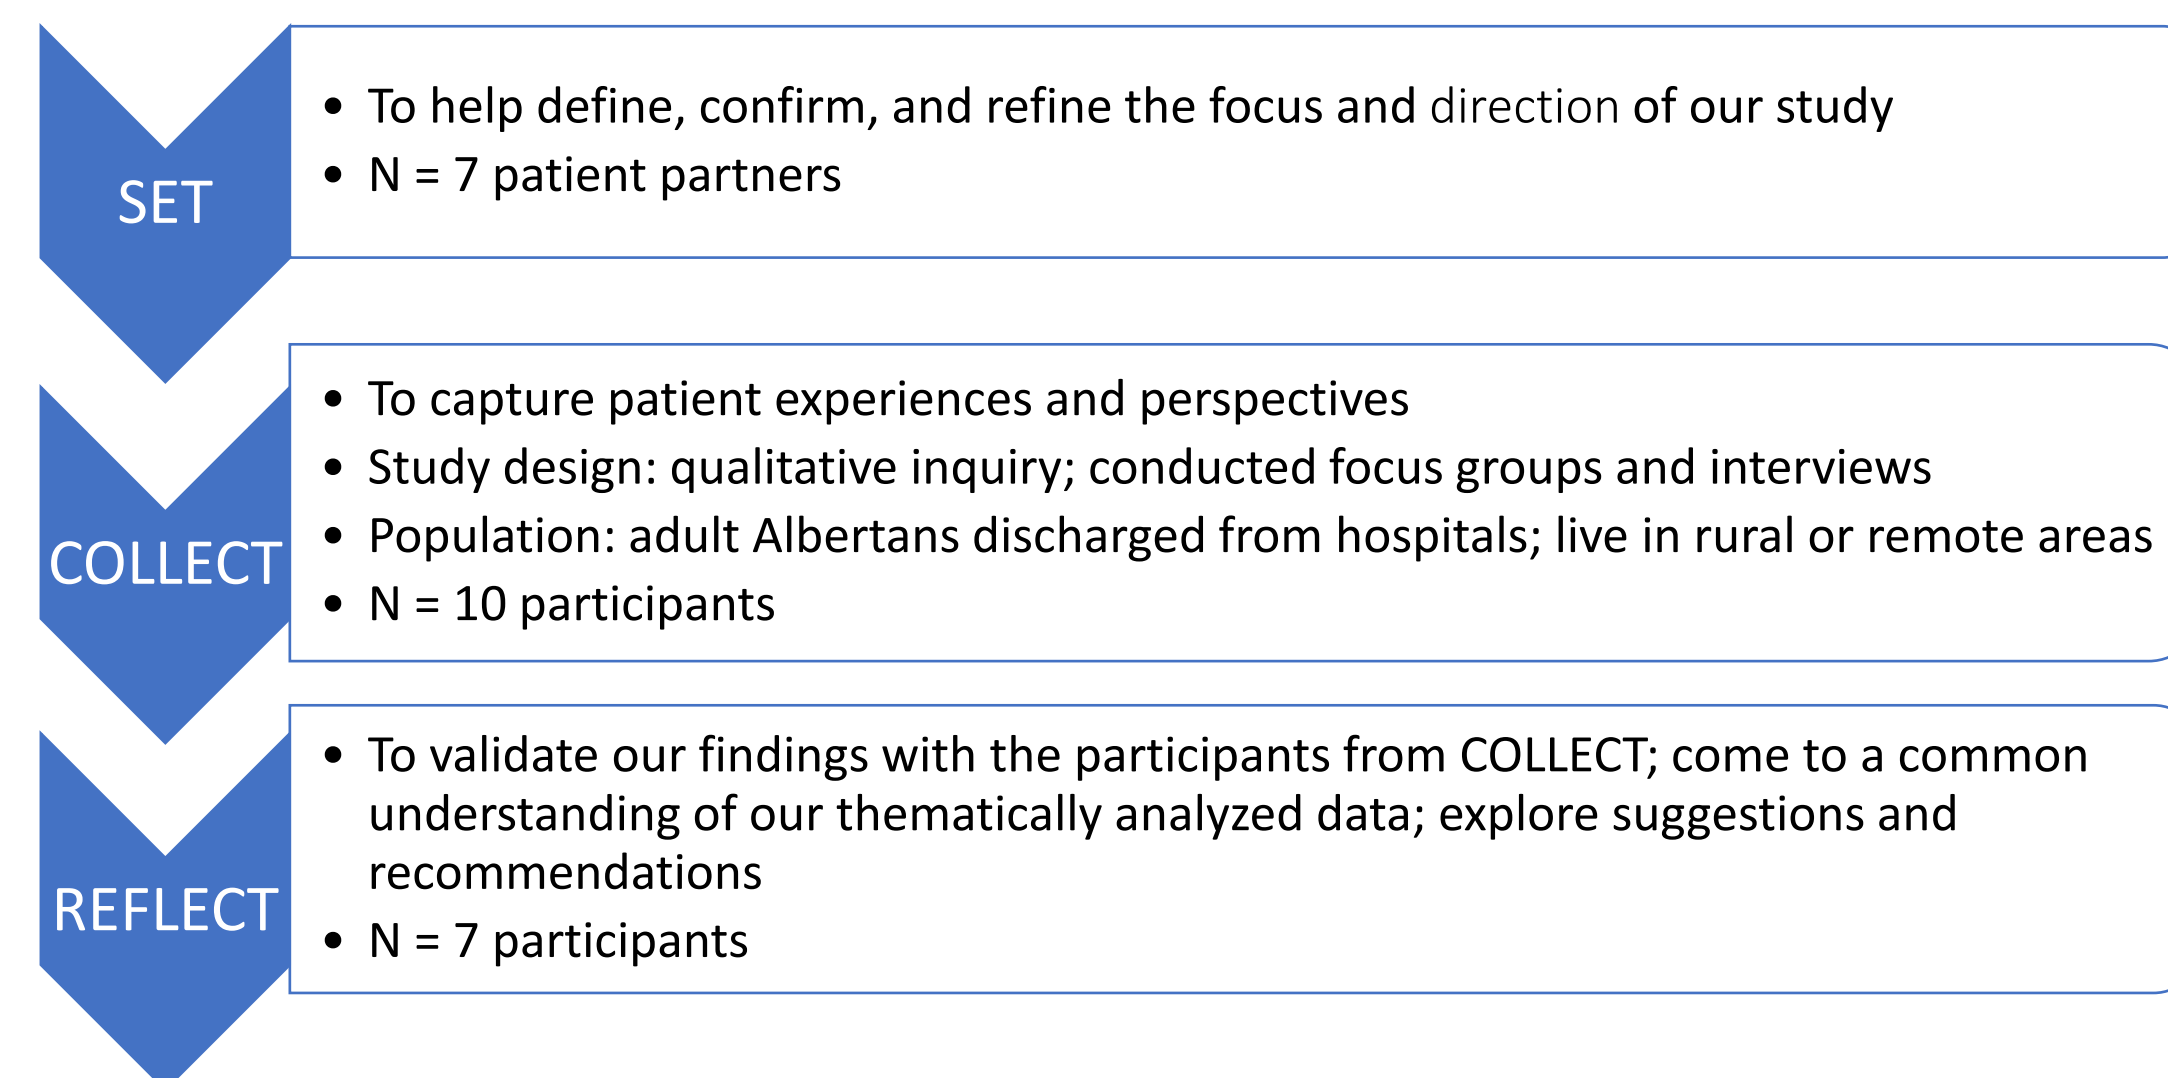 SET
• To help define, confirm, and refine the focus and direction of our study
• N = 7 patient partners
COLLECT
• To capture patient experiences and perspectives
• Study design: qualitative inquiry; conducted focus groups and interviews
• Population: adult Albertans discharged from hospitals; live in rural or remote areas
• N = 10 participants
REFLECT
• To validate our findings with the participants from COLLECT; come to a common
understanding of our thematically analyzed data; explore suggestions and
recommendations
• N = 7 participants